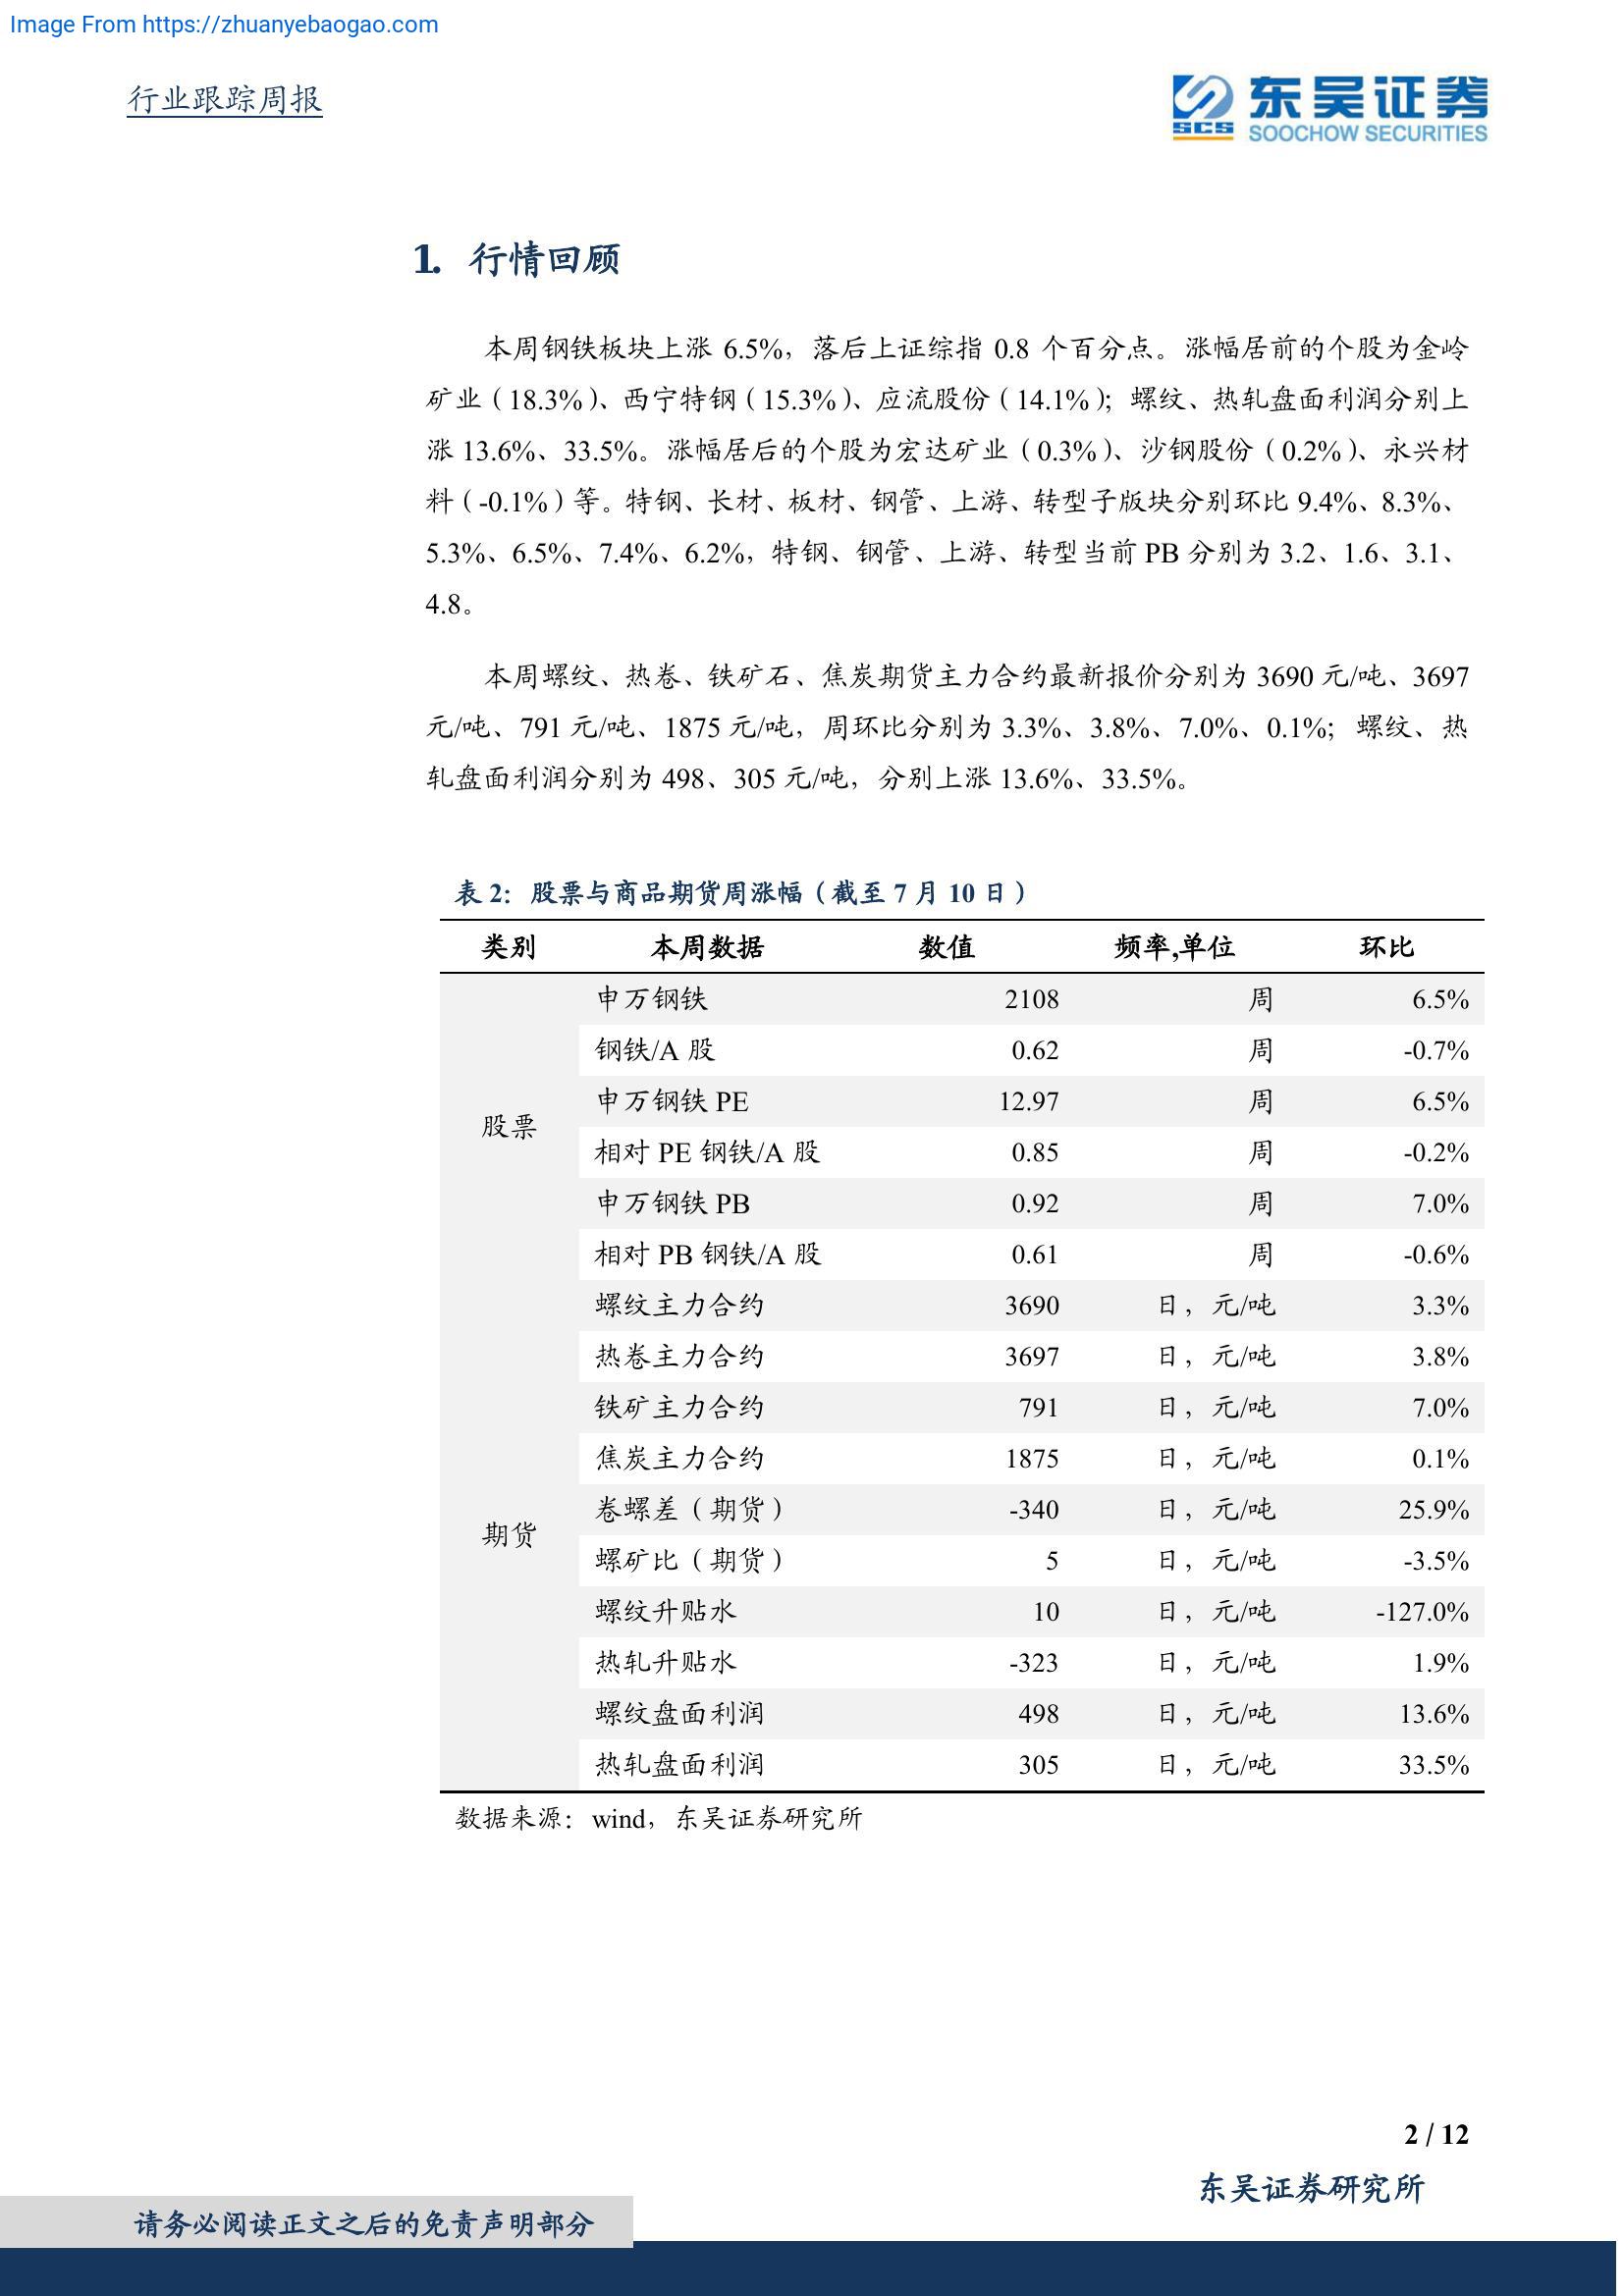 Image From https://zhuanyebaogao.com
行业跟踪周报
SCS 东吴证券
SOOCHOW SECURITIES
1. 行情回顾
本周钢铁板块上涨 6.5%，落后上证综指 0.8 个百分点。涨幅居前的个股为金岭
矿业（18.3%）、西宁特钢（15.3%）、应流股份（14.1%）；螺纹、热轧盘面利润分别上
涨 13.6%、33.5%。涨幅居后的个股为宏达矿业（0.3%）、沙钢股份（0.2%）、永兴材
料（-0.1%）等。特钢、长材、板材、钢管、上游、转型子版块分别环比 9.4%、8.3%、
5.3%、6.5%、7.4%、6.2%，特钢、钢管、上游、转型当前 PB 分别为 3.2、1.6、3.1、
4.8。
本周螺纹、热卷、铁矿石、焦炭期货主力合约最新报价分别为 3690 元/吨、3697
元/吨、791 元/吨、1875 元/吨，周环比分别为 3.3%、3.8%、7.0%、0.1%；螺纹、热
轧盘面利润分别为 498、305 元/吨，分别上涨 13.6%、33.5%。
表 2：股票与商品期货周涨幅（截至 7 月 10 日）
类别 本周数据 数值 频率,单位 环比
申万钢铁 2108 周 6.5%
钢铁/A 股 0.62 周 -0.7%
申万钢铁 PE 12.97 周 6.5%
股票
相对 PE 钢铁/A 股 0.85 周 -0.2%
申万钢铁 PB 0.92 周 7.0%
相对 PB 钢铁/A 股 0.61 周 -0.6%
螺纹主力合约 3690 日，元/吨 3.3%
热卷主力合约 3697 日，元/吨 3.8%
铁矿主力合约 791 日，元/吨 7.0%
焦炭主力合约 1875 日，元/吨 0.1%
卷螺差（期货） -340 日，元/吨 25.9%
期货
螺矿比（期货） 5 日，元/吨 -3.5%
螺纹升贴水 10 日，元/吨 -127.0%
热轧升贴水 -323 日，元/吨 1.9%
螺纹盘面利润 498 日，元/吨 13.6%
热轧盘面利润 305 日，元/吨 33.5%
数据来源：wind，东吴证券研究所
2 / 12
东吴证券研究所
请务必阅读正文之后的免责声明部分